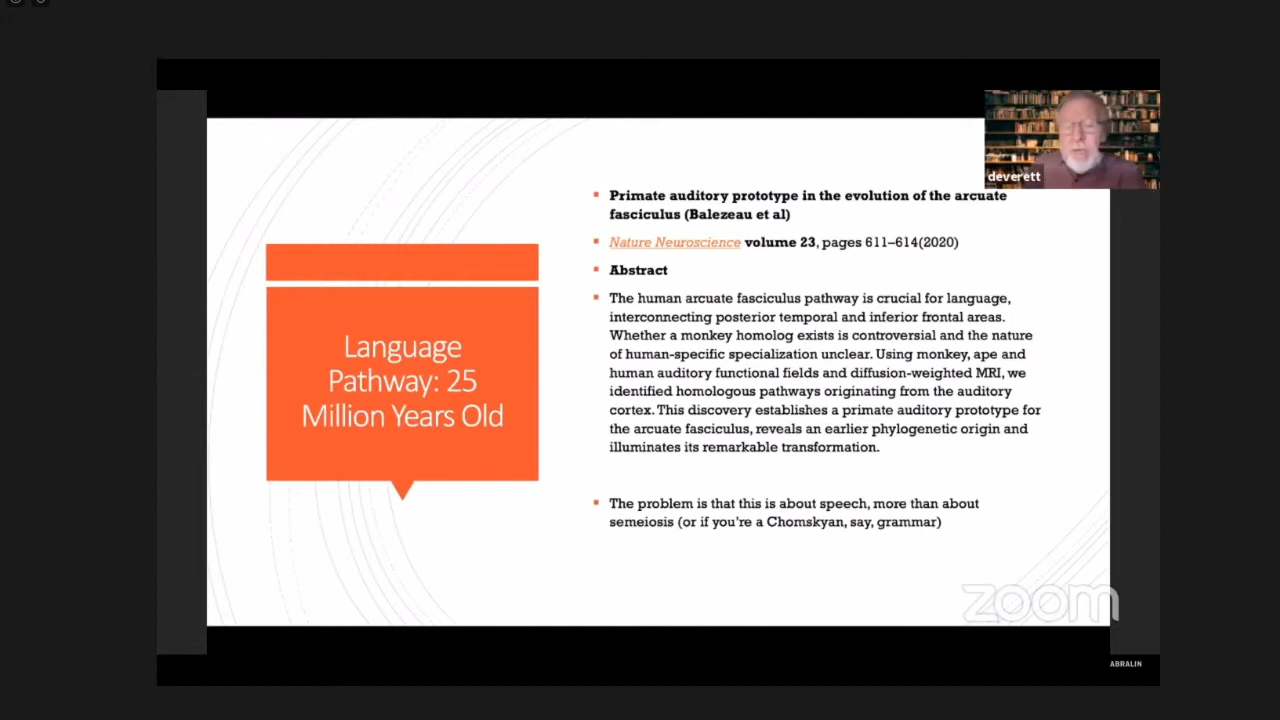 deverett
Language
Pathway: 25
Million Years Old
Primate auditory prototype in the evolution of the arcuate
fasciculus (Balezeau et al)
Nature Neuroscience volume 23, pages 611–614(2020)
Abstract
The human arcuate fasciculus pathway is crucial for language,
interconnecting posterior temporal and inferior frontal areas.
Whether a monkey homolog exists is controversial and the nature
of human-specific specialization unclear. Using monkey, ape and
human auditory functional fields and diffusion-weighted MRI, we
identified homologous pathways originating from the auditory
cortex. This discovery establishes a primate auditory prototype for
the arcuate fasciculus, reveals an earlier phylogenetic origin and
illuminates its remarkable transformation.
The problem is that this is about speech, more than about
semeiosis (or if you're a Chomskyan, say, grammar)
zoom
ABRALIN